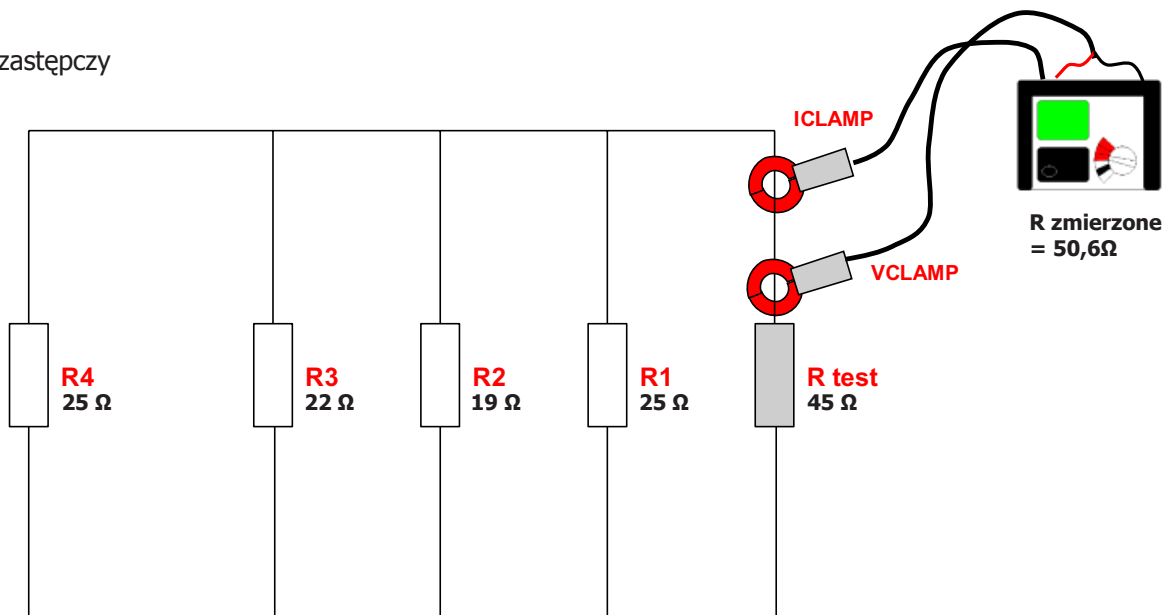 zastępczy
ICLAMP
R zmierzone
= 50,6Ω
VCLAMP
R4
25 Ω
R3
22 Ω
R2
19 Ω
R1
25 Ω
R test
45 Ω